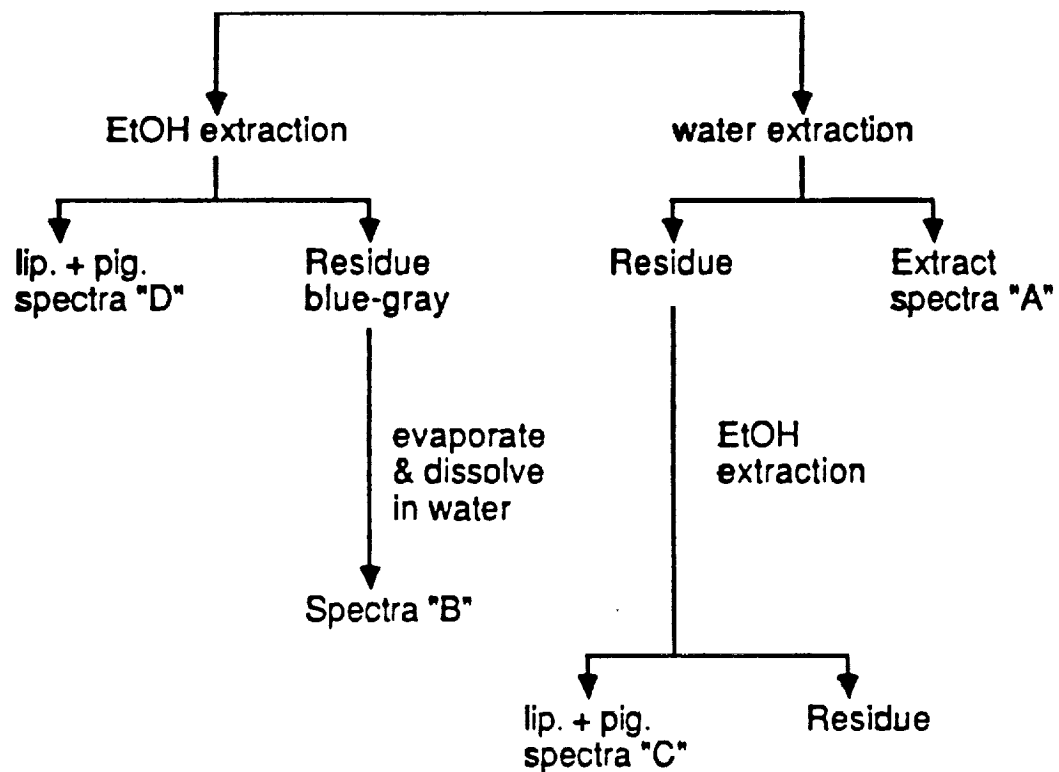 EtOH extraction
water extraction
lip. + pig.
spectra "D"
Residue
blue-gray
Residue
Extract
spectra "A"
evaporate
& dissolve
in water
EtOH
extraction
Spectra "B"
lip. + pig.
spectra "C"
Residue